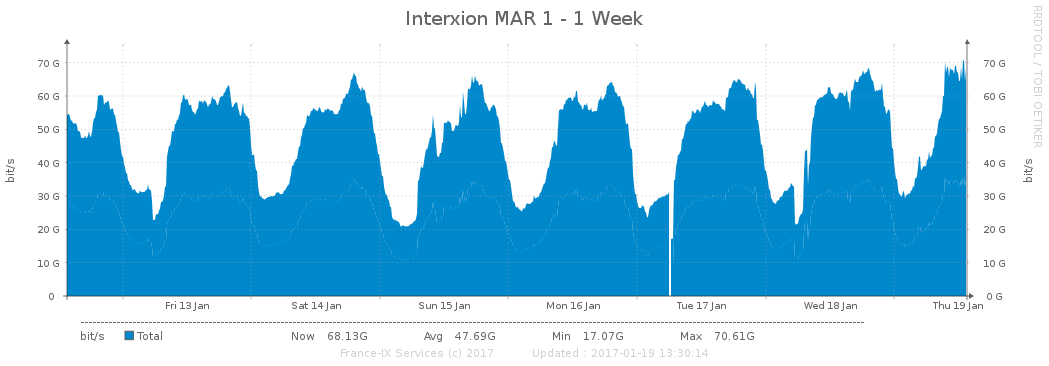 Interxion MAR 1 - 1 Week
RRDTOOL / TOBI OETIKER
bit/s
bit/s
70 G 70 G
60 G 60 G
50 G 50 G
40 G 40 G
30 G 30 G
20 G 20 G
10 G 10 G
0 0 G
Fri 13 Jan Sat 14 Jan Sun 15 Jan Mon 16 Jan Tue 17 Jan Wed 18 Jan Thu 19 Jan
bit/s Total Now 68.13G Avg 47.69G Min 17.07G Max 70.61G
France-IX Services (c) 2017 Updated : 2017-01-19 13:30:14